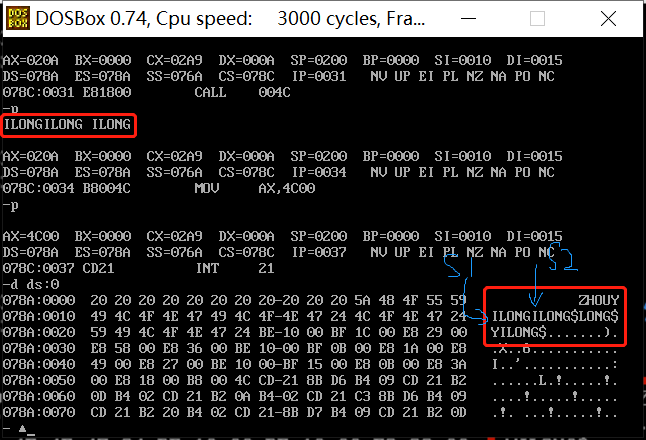 DOSBox 0.74, Cpu speed: 3000 cycles, Fra...
AX=020A BX=0000 CX=02A9 DX=000A SP=0200 BP=0000 SI=0010 DI=0015
DS=078A ES=078A SS=076A CS=078C IP=0031 NV UP EI PL NZ NA PO NC
078C:0031 E81800 CALL 004C
-p
ILONGILONG ILONG
AX=020A BX=0000 CX=02A9 DX=000A SP=0200 BP=0000 SI=0010 DI=0015
DS=078A ES=078A SS=076A CS=078C IP=0034 NV UP EI PL NZ NA PO NC
078C:0034 B8004C MOV AX,4C00
-p
AX=4C00 BX=0000 CX=02A9 DX=000A SP=0200 BP=0000 SI=0010 DI=0015
DS=078A ES=078A SS=076A CS=078C IP=0037 NV UP EI PL NZ NA PO NC
078C:0037 CD21 INT 21
S1 S2
-d ds:0
078A:0000 20 20 20 20 20 20 20 20-20 20 20 5A 48 4F 55 59 ZHOUY
078A:0010 49 4C 4F 4E 47 49 4C 4F-4E 47 24 4C 4F 4E 47 24 ILONGILONG$LONG$
078A:0020 59 49 4C 4F 4E 47 24 BE-10 00 BF 1C 00 E8 29 00 YILONG$.......).
078A:0030 E8 58 00 E8 36 00 BE 10-00 BF 0B 00 E8 1A 00 E8 .X..6...........
078A:0040 49 00 E8 27 00 BE 10 00-BF 15 00 E8 0B 00 E8 3A I..'...........:
078A:0050 00 E8 18 00 B8 00 4C CD-21 8B D6 B4 09 CD 21 B2 ......L.!.....!.
078A:0060 0D B4 02 CD 21 B2 0A B4-02 CD 21 C3 8B D6 B4 09 ....!.....!.....
078A:0070 CD 21 B2 20 B4 02 CD 21-8B D7 B4 09 CD 21 B2 0D .!. ...!.....!..
-